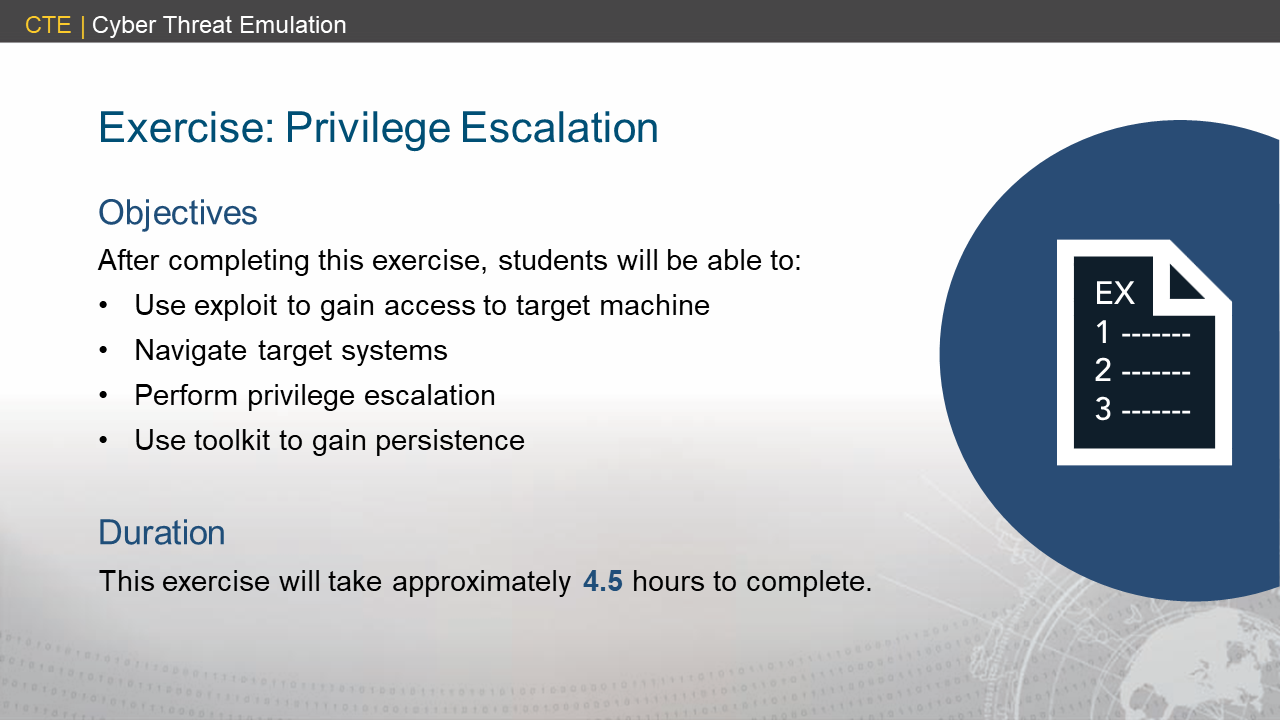 CTE | Cyber Threat Emulation
Exercise: Privilege Escalation
Objectives
After completing this exercise, students will be able to:
• Use exploit to gain access to target machine
• Navigate target systems
• Perform privilege escalation
• Use toolkit to gain persistence
EX
1 -------
2 -------
3 -------
Duration
This exercise will take approximately 4.5 hours to complete.